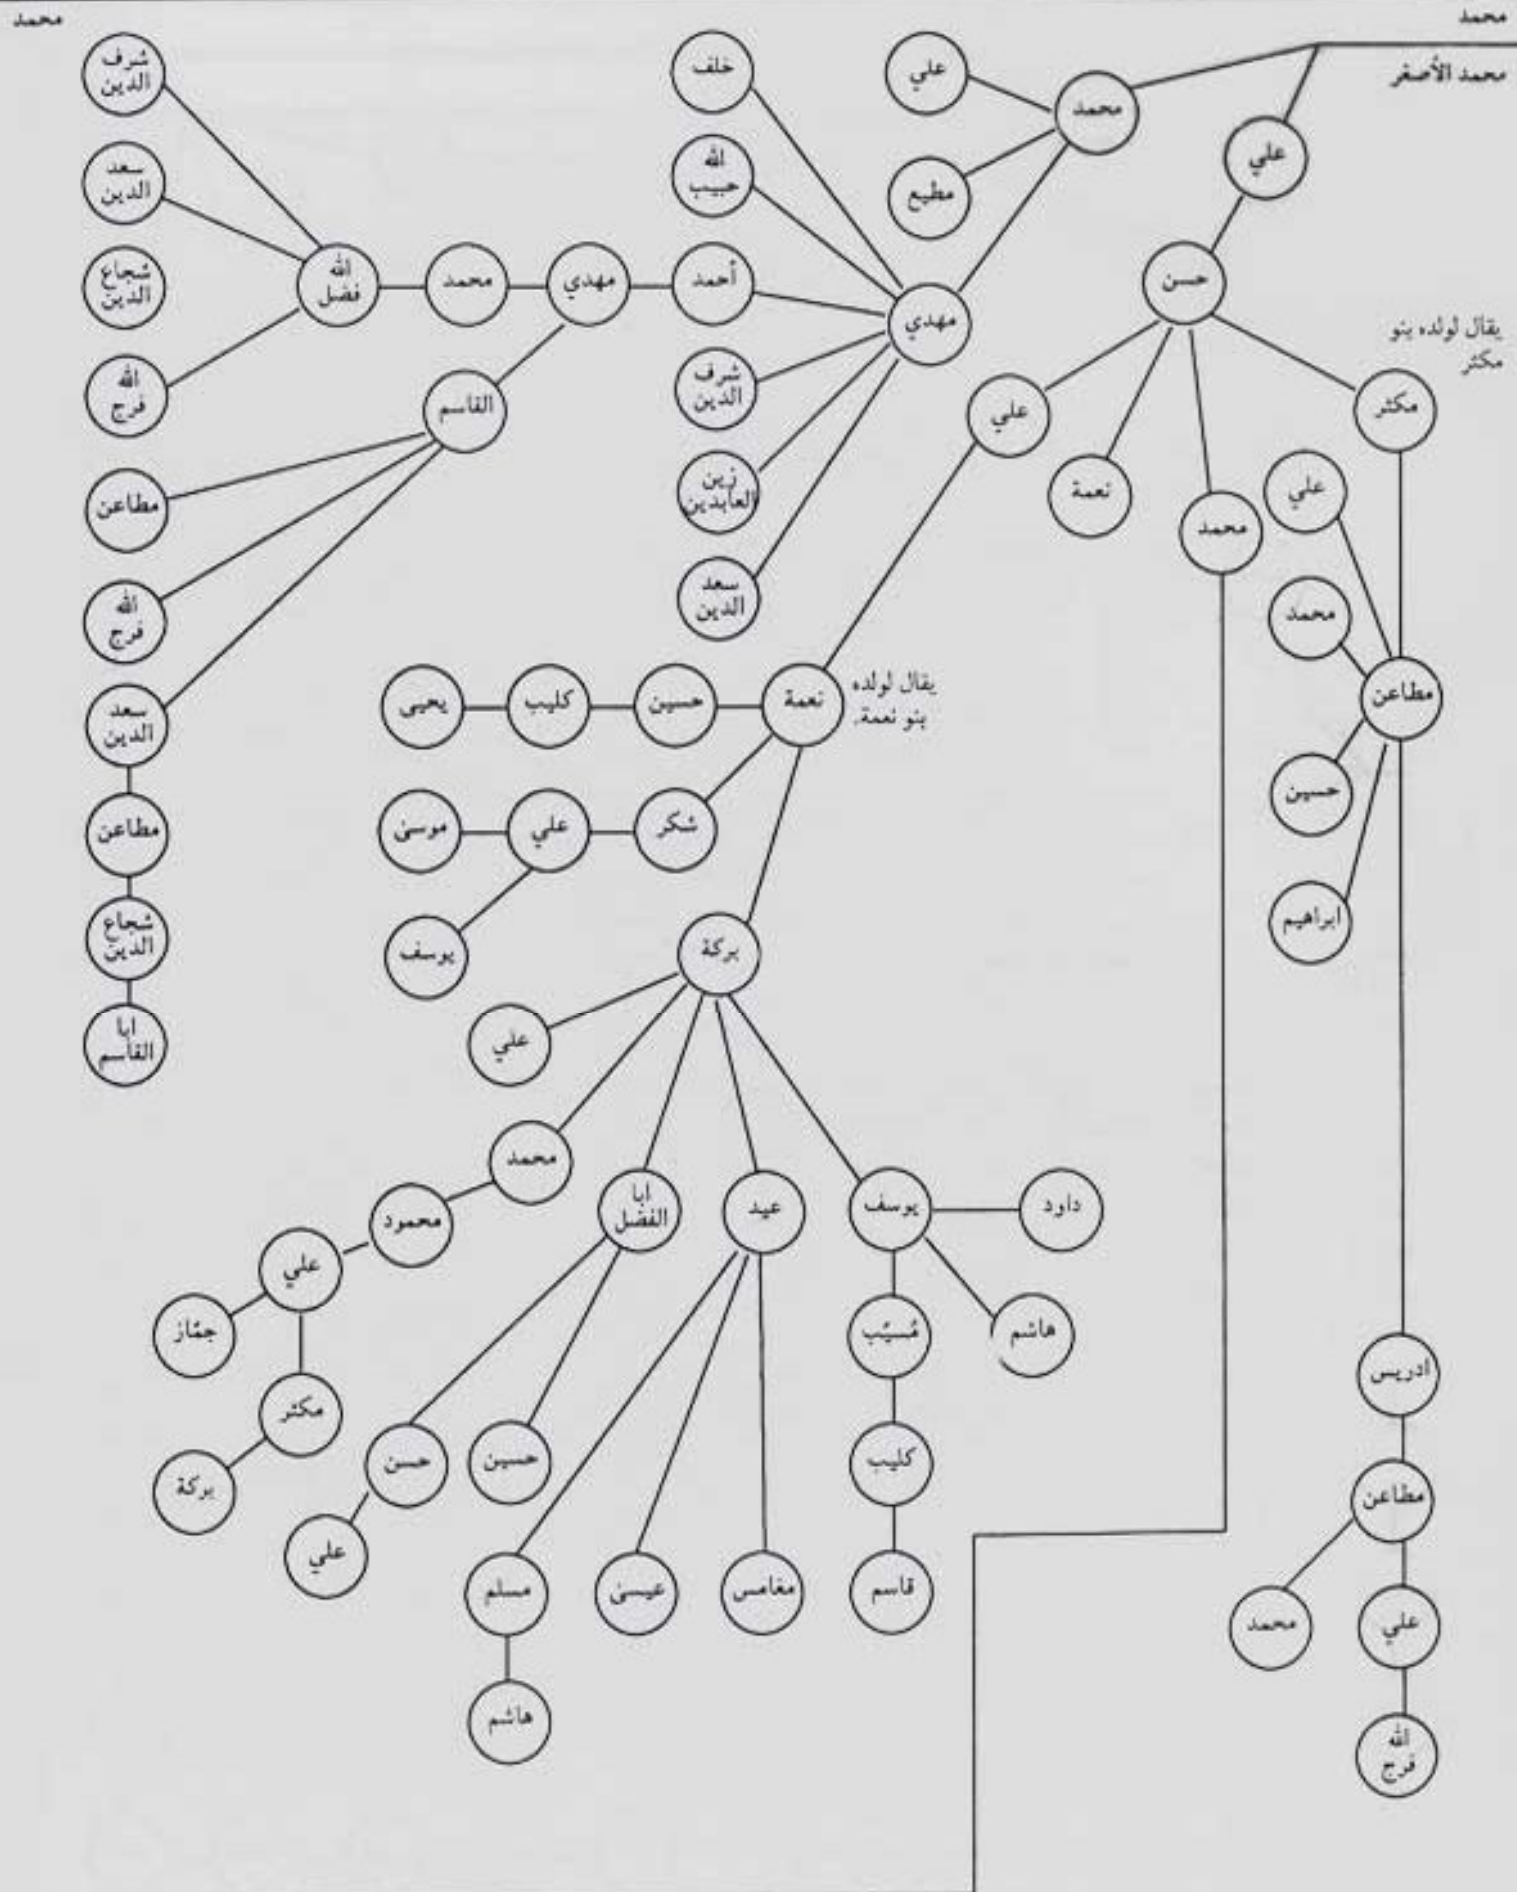 محمد
محمد
محمد الأصغر
علي
محمد
علي
مطيع
خلف
الله
حبيب
أحمد
شرف
الدين
زين
العابدين
سعد
الدين
مهدي
مهدي
محمد
الله
فضل
شرف
الدين
سعد
الدين
شجاع
الدين
الله
فرج
القاسم
مطاعن
الله
فرج
سعد
الدين
مطاعن
شجاع
الدين
ابا
القاسم
حسن
يقال لولده بنو
مكثر
مكثر
علي
نعمة
محمد
علي
محمد
مطاعن
حسين
ابراهيم
ادريس
مطاعن
محمد
علي
الله
فرج
يقال لولده
بنو نعمة.
نعمة
حسين
كليب
يحيى
شكر
علي
موسىٰ
يوسف
بركة
علي
محمد
محمود
علي
جمّاز
مكثر
بركة
ابا
الفضل
حسن
علي
حسين
عيد
مسلم
هاشم
عيسىٰ
مغامس
يوسف
داود
هاشم
مُسيّب
كليب
قاسم